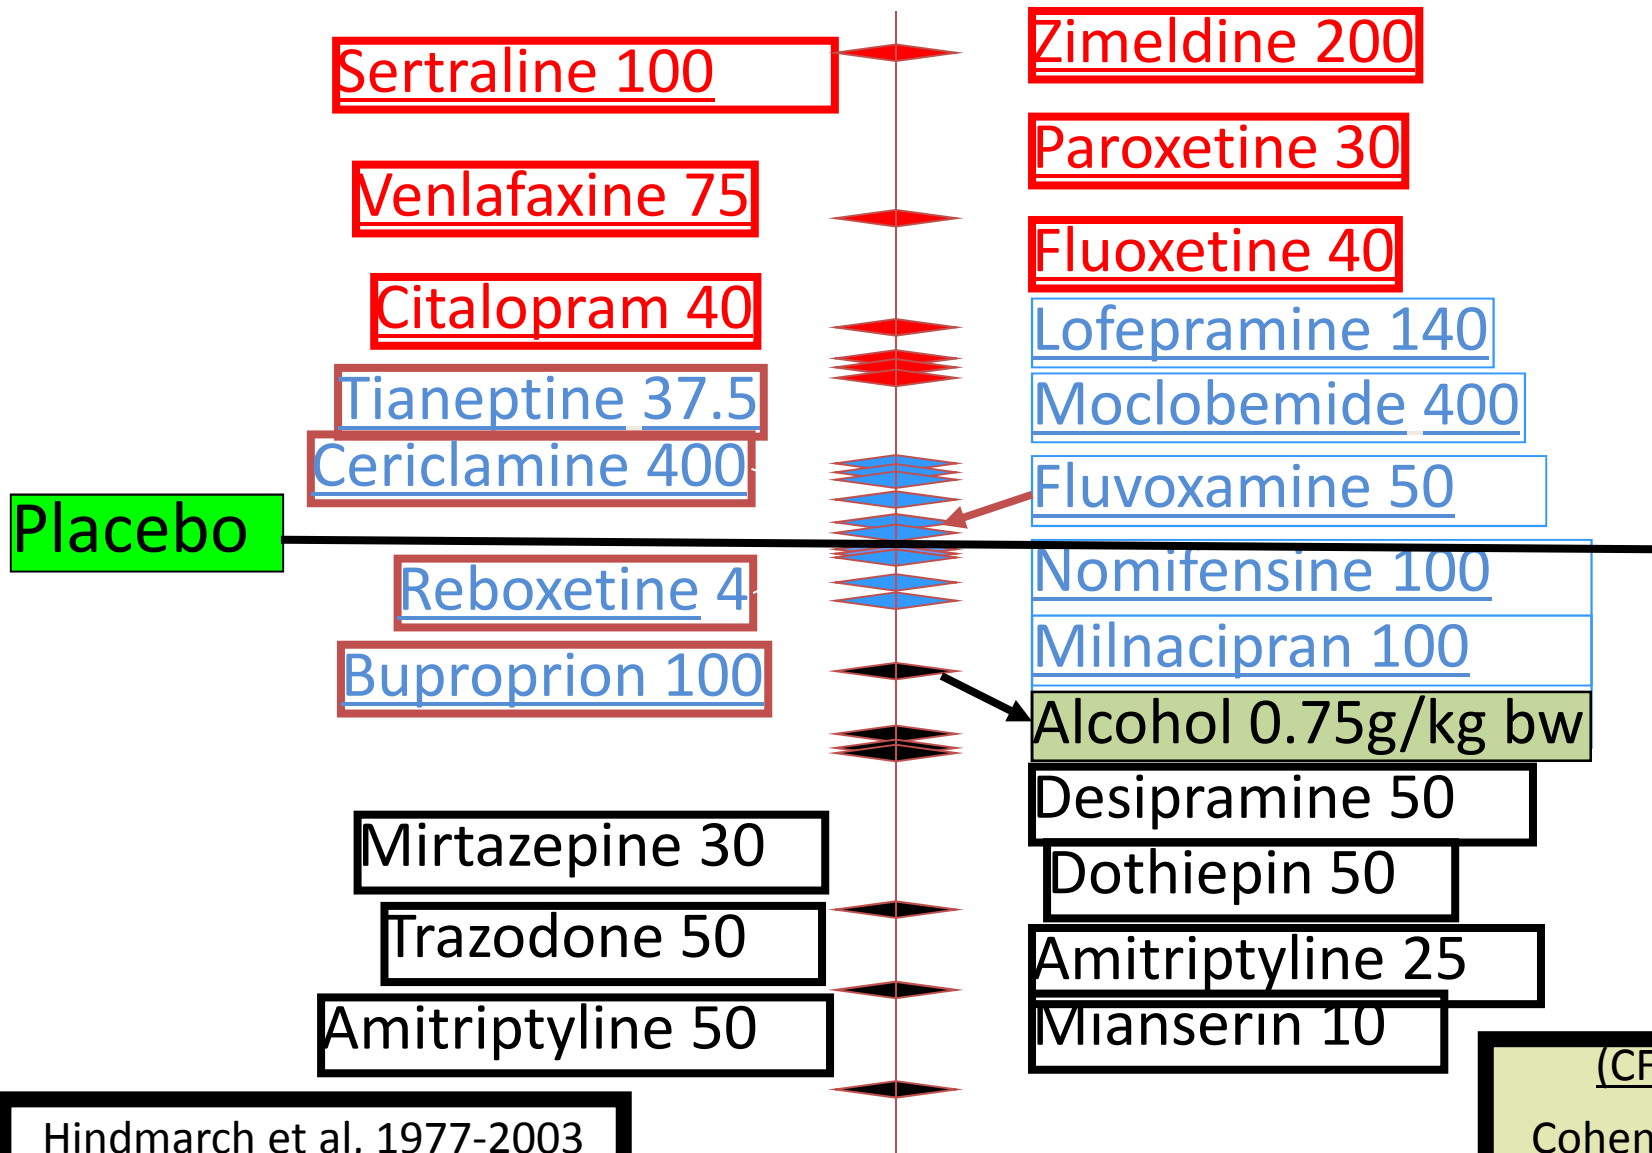 Sertraline 100
Zimeldine 200
Paroxetine 30
Venlafaxine 75
Fluoxetine 40
Citalopram 40
Lofepramine 140
Tianeptine 37.5
Moclobemide 400
Cericlamine 400
Fluvoxamine 50
Placebo
Nomifensine 100
Reboxetine 4
Milnacipran 100
Buproprion 100
Alcohol 0.75g/kg bw
Desipramine 50
Mirtazepine 30
Dothiepin 50
Trazodone 50
Amitriptyline 25
Amitriptyline 50
Mianserin 10
(CF
Hindmarch et al, 1977-2003
Cohen